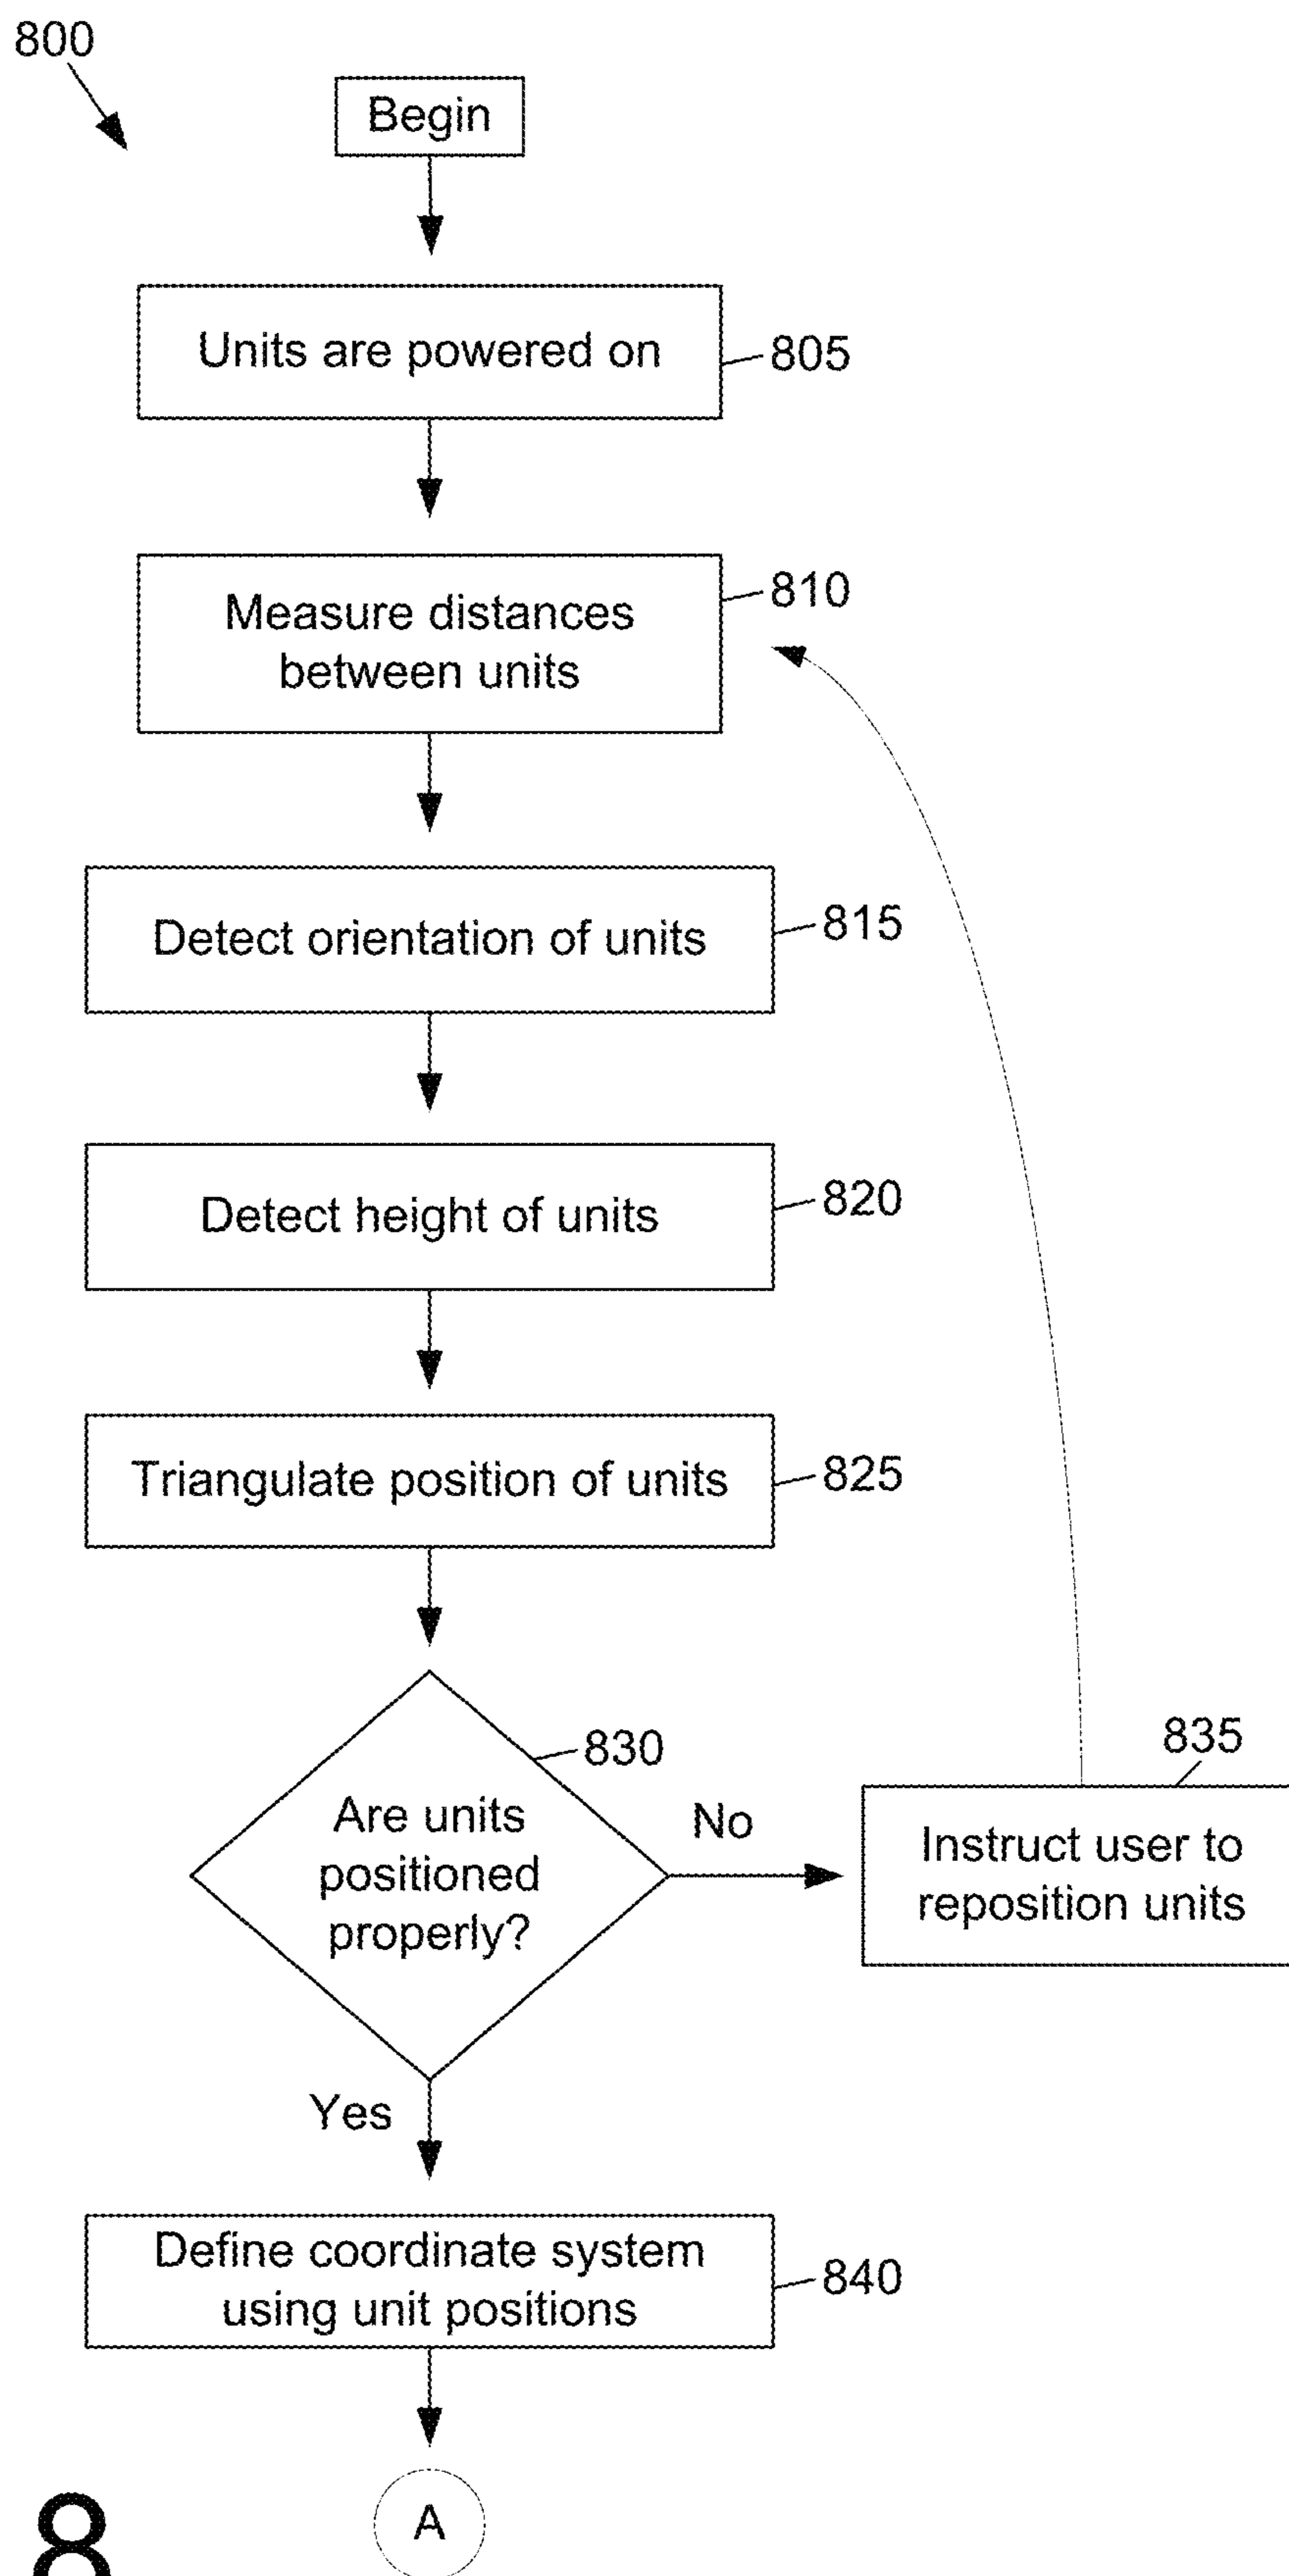 800
Begin
Units are powered on
805
Measure distances
between units
810
Detect orientation of units
815
Detect height of units
820
Triangulate position of units
825
Are units
positioned
properly?
830
No
835
Instruct user to
reposition units
Yes
Define coordinate system
using unit positions
840
A
8